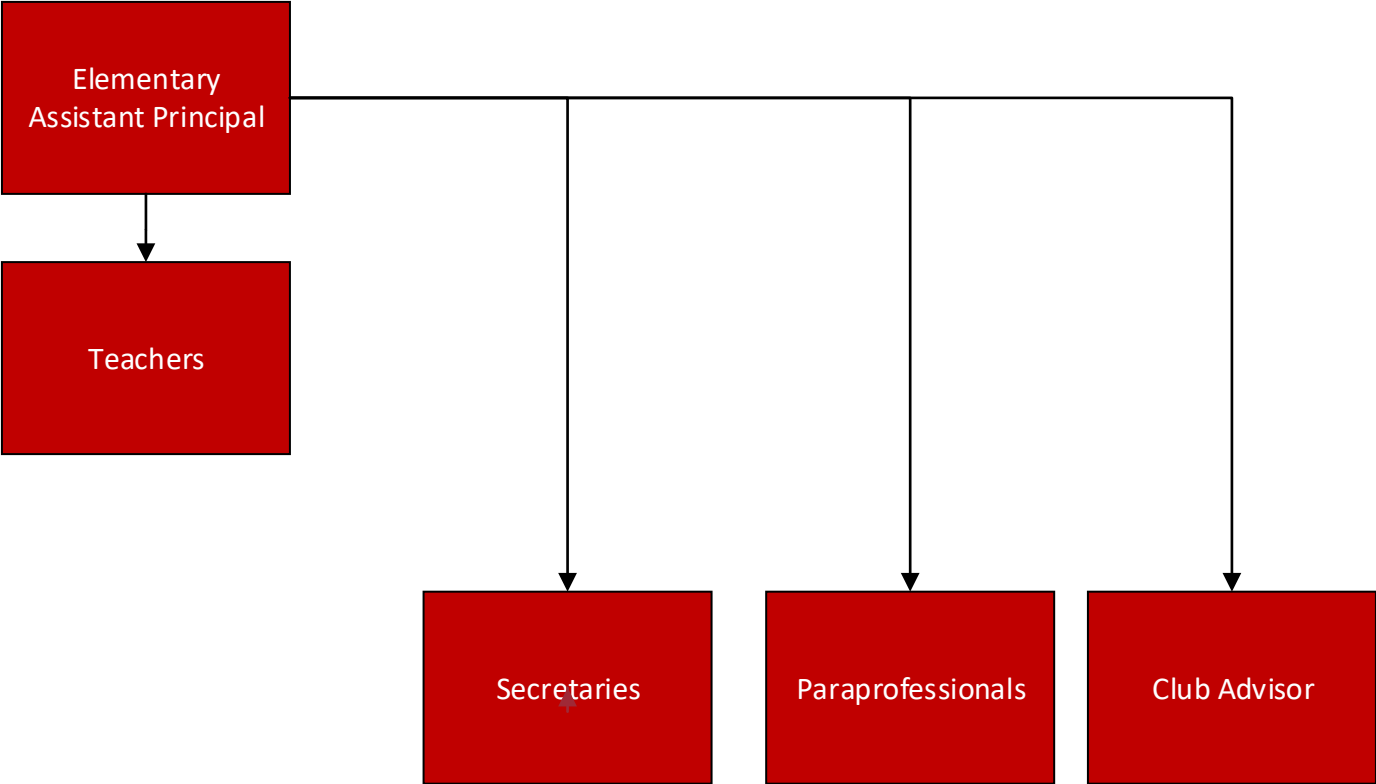 Elementary
Assistant Principal
Teachers
Secretaries
Paraprofessionals
Club Advisor